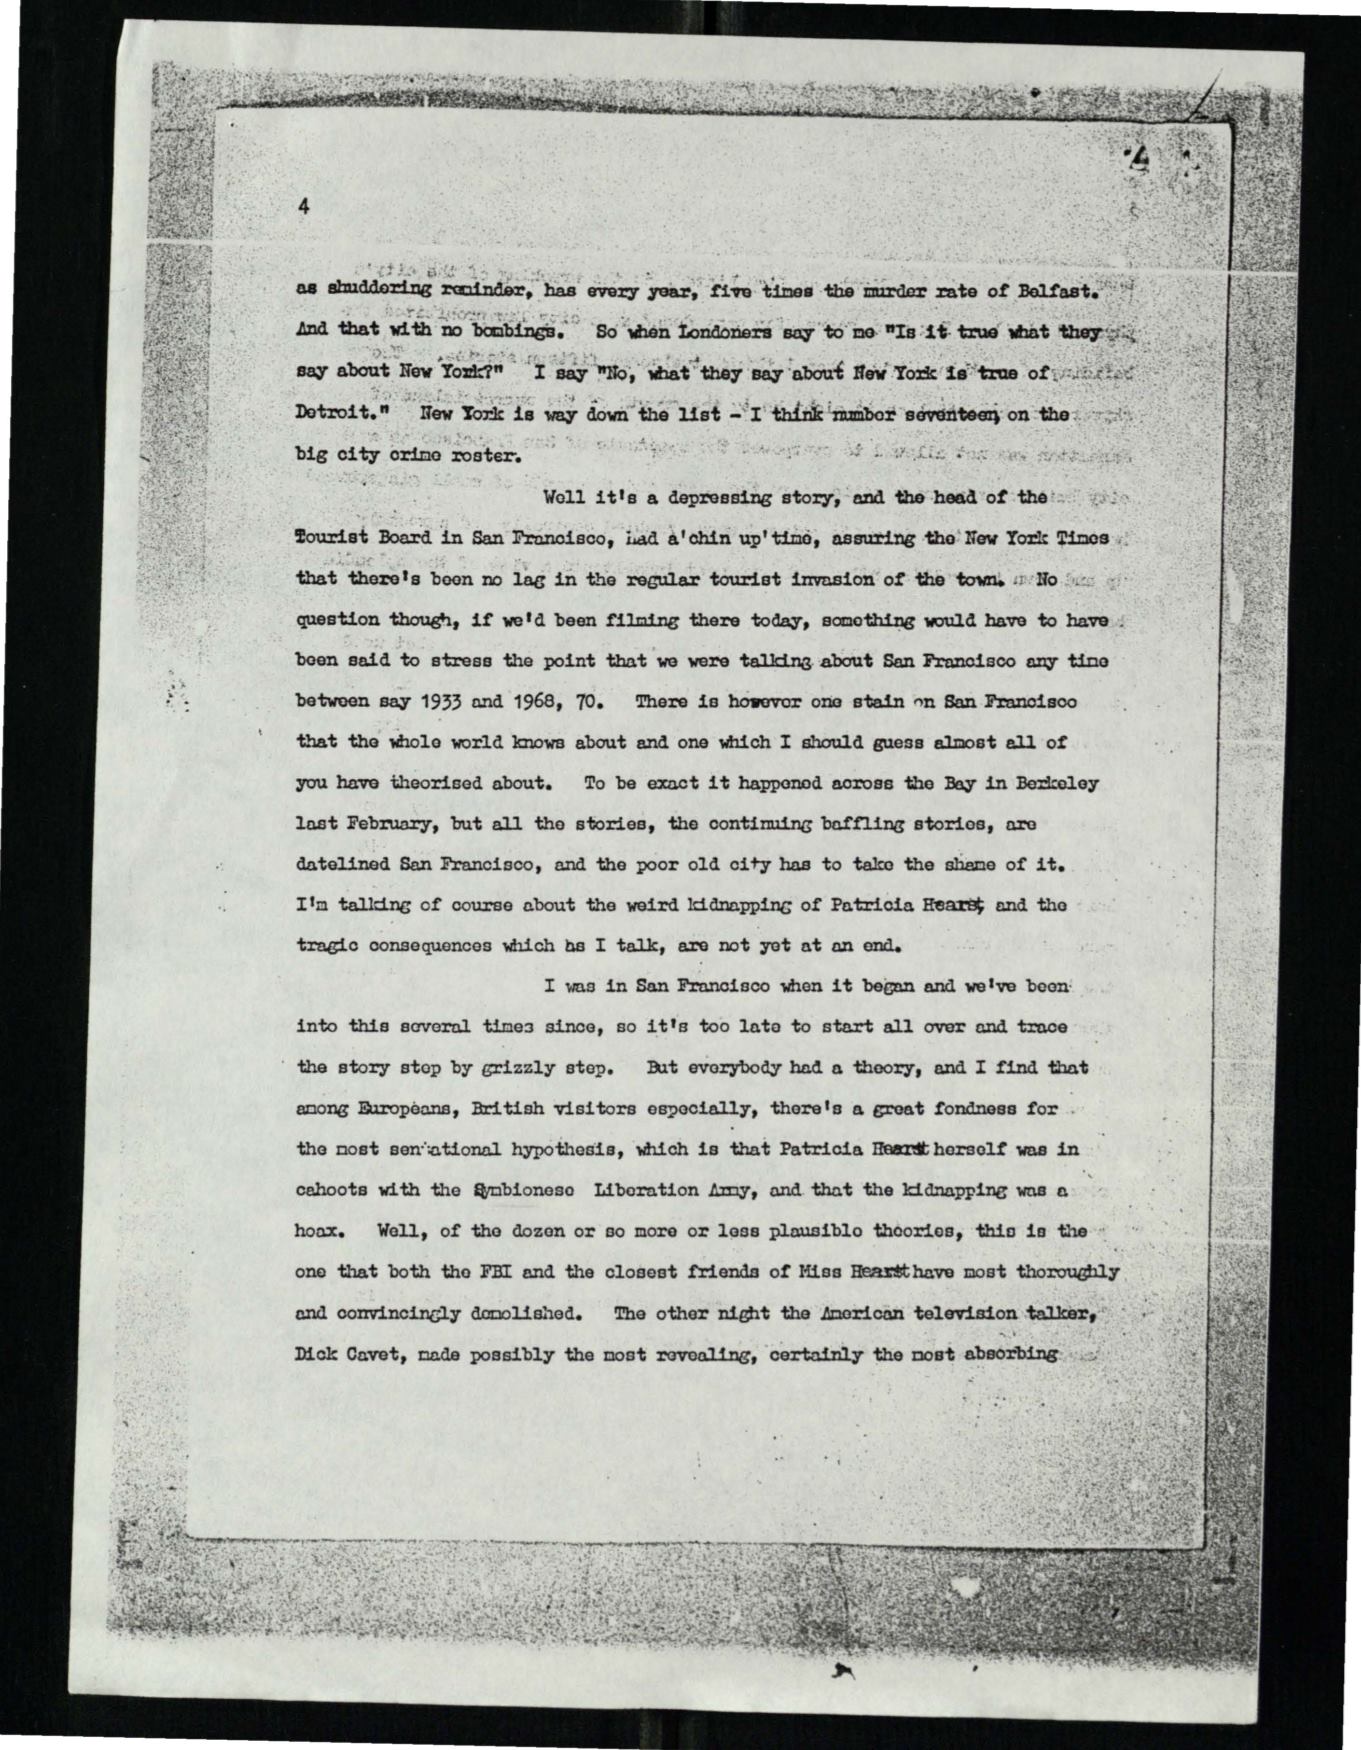 4
as shuddering reminder, has every year, five times the murder rate of Belfast.
And that with no bombings. So when Londoners say to me "Is it true what they
say about New York?" I say "No, what they say about New York is true of
Detroit." New York is way down the list - I think number seventeen, on the
big city crime roster.
Well it's a depressing story, and the head of the
Tourist Board in San Francisco, had a 'chin up' time, assuring the New York Times
that there's been no lag in the regular tourist invasion of the town. No
question though, if we'd been filming there today, something would have to have
been said to stress the point that we were talking about San Francisco any time
between say 1933 and 1968, 70. There is however one stain on San Francisco
that the whole world knows about and one which I should guess almost all of
you have theorised about. To be exact it happened across the Bay in Berkeley
last February, but all the stories, the continuing baffling stories, are
datelined San Francisco, and the poor old city has to take the shame of it.
I'm talking of course about the weird kidnapping of Patricia Hearst, and the
tragic consequences which as I talk, are not yet at an end.
I was in San Francisco when it began and we've been
into this several times since, so it's too late to start all over and trace
the story step by grizzly step. But everybody had a theory, and I find that
among Europeans, British visitors especially, there's a great fondness for
the most sensational hypothesis, which is that Patricia Hearst herself was in
cahoots with the Symbionese Liberation Army, and that the kidnapping was a
hoax. Well, of the dozen or so more or less plausible theories, this is the
one that both the FBI and the closest friends of Miss Hearst have most thoroughly
and convincingly demolished. The other night the American television talker,
Dick Cavet, made possibly the most revealing, certainly the most absorbing